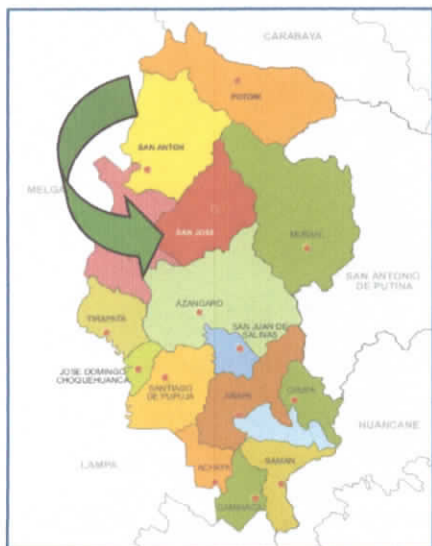 CARABAYA
POTONI
SAN ANTON
MELGA
SAN JOSE
MUÑANI
SAN ANTONIO
DE PUTINA
AZANGARO
TIRAPATA
SAN JUAN DE
SALINAS
JOSE DOMINGO
CHOQUEHUANCA
SANTIAGO
DE PUPUJA
ARAPA
CHUPA
HUANCANE
LAMPA
SAMAN
ACHAYA
CAMINACA